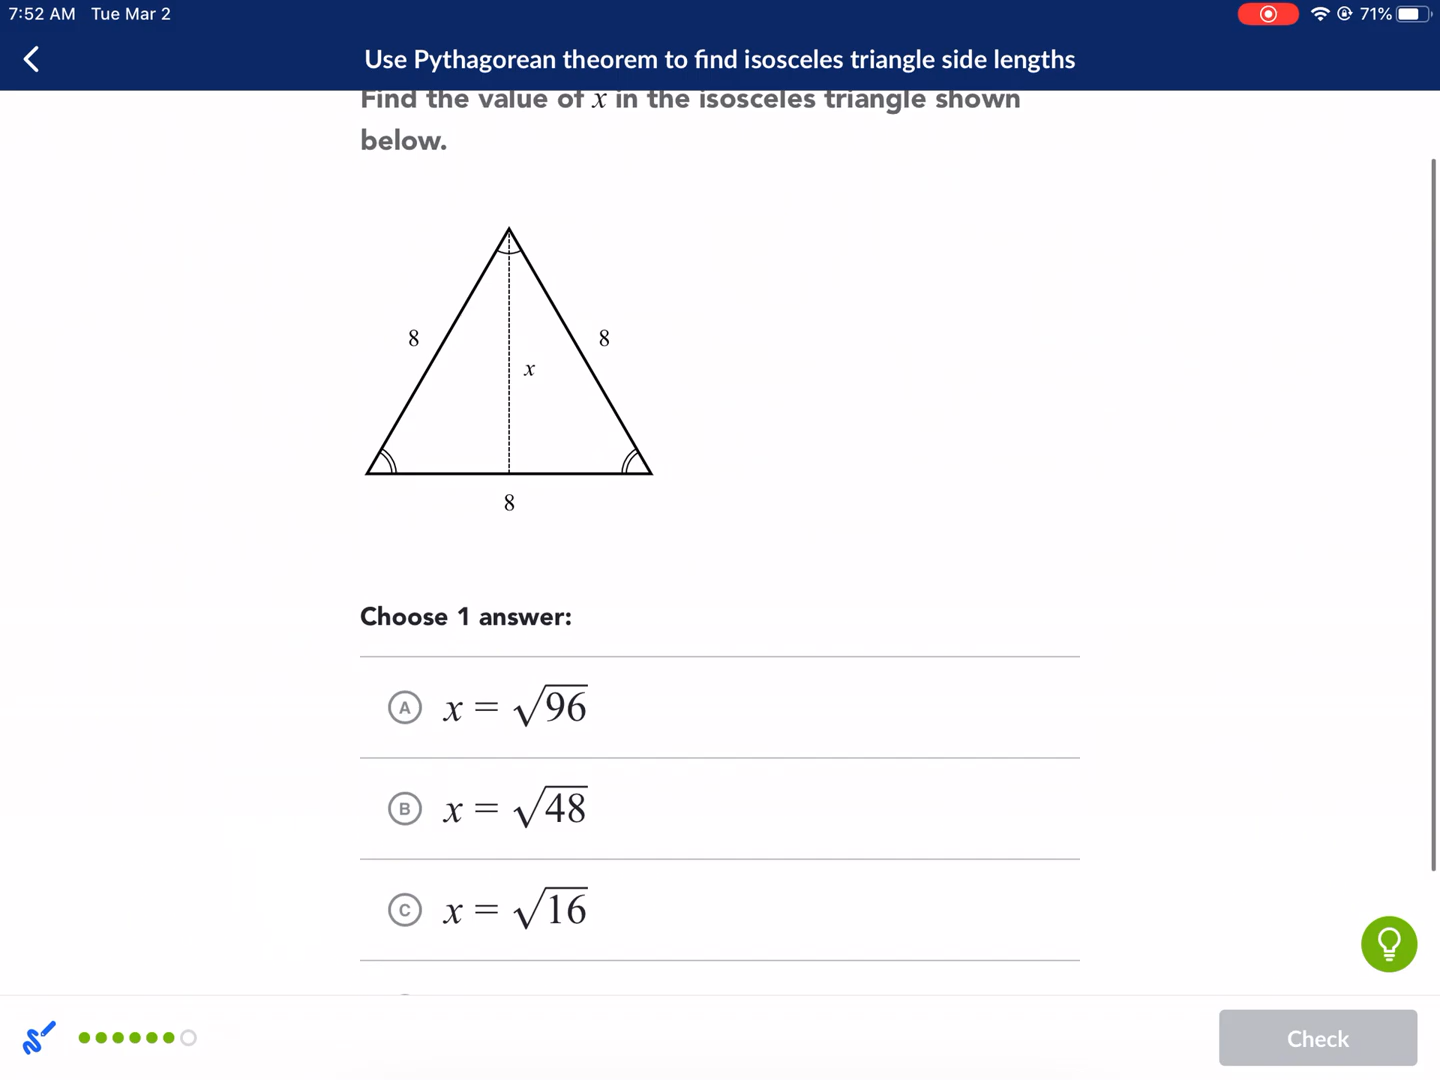 7:52 AM Tue Mar 2
71%
Use Pythagorean theorem to find isosceles triangle side lengths
Find the value of x in the isosceles triangle shown
below.
8
8
x
8
Choose 1 answer:
A x = √96
B x = √48
C x = √16
Check